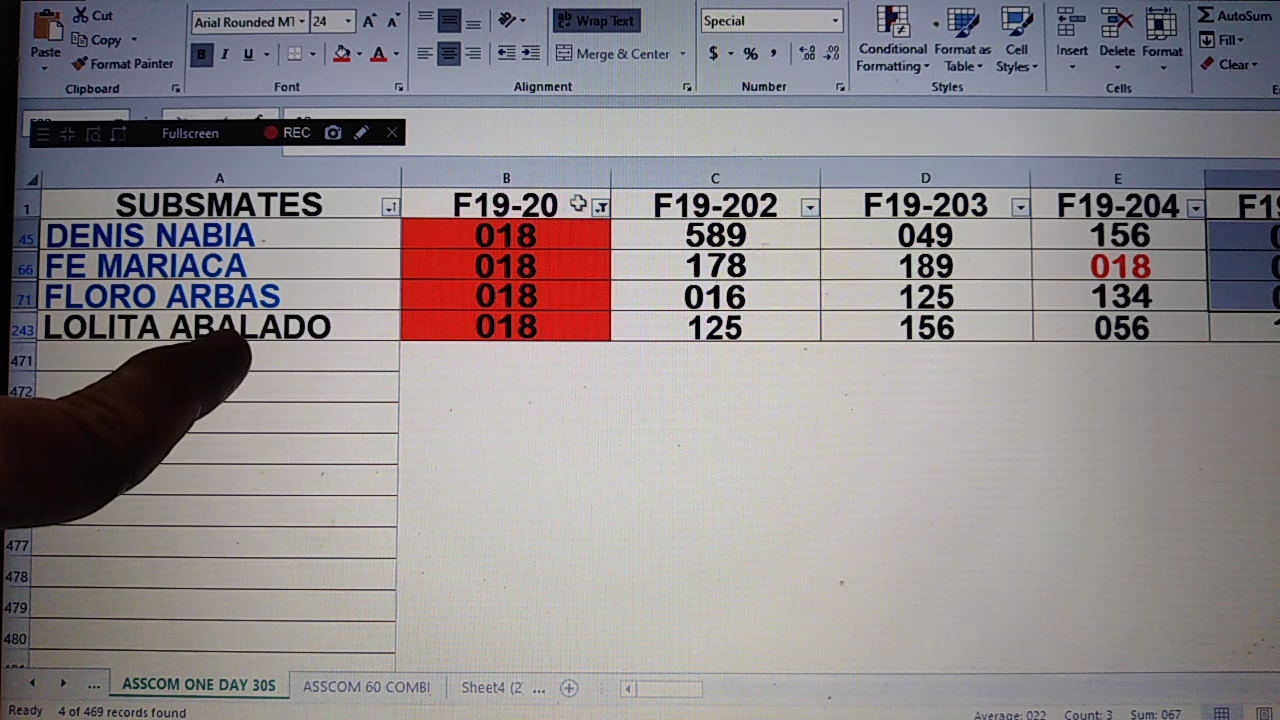 Cut
Copy
Format Painter
Paste
Clipboard
Arial Rounded MT
24
B I U
A
Font
Wrap Text
Merge & Center
Alignment
Special
$ % ,
Number
Conditional Formatting
Format as Table
Cell Styles
Styles
Insert Delete Format
Cells
AutoSum
Fill
Clear
Fullscreen REC
A B C D E
1 SUBSMATES F19-20 F19-202 F19-203 F19-204 F19
45 DENIS NABIA 018 589 049 156
66 FE MARIACA 018 178 189 018
71 FLORO ARBAS 018 016 125 134
243 LOLITA ABALADO 018 125 156 056
471
472
477
478
479
480
... ASSCOM ONE DAY 30S ASSCOM 60 COMBI Sheet4 (2 ...
Ready 4 of 469 records found Average: 022 Count: 3 Sum: 067